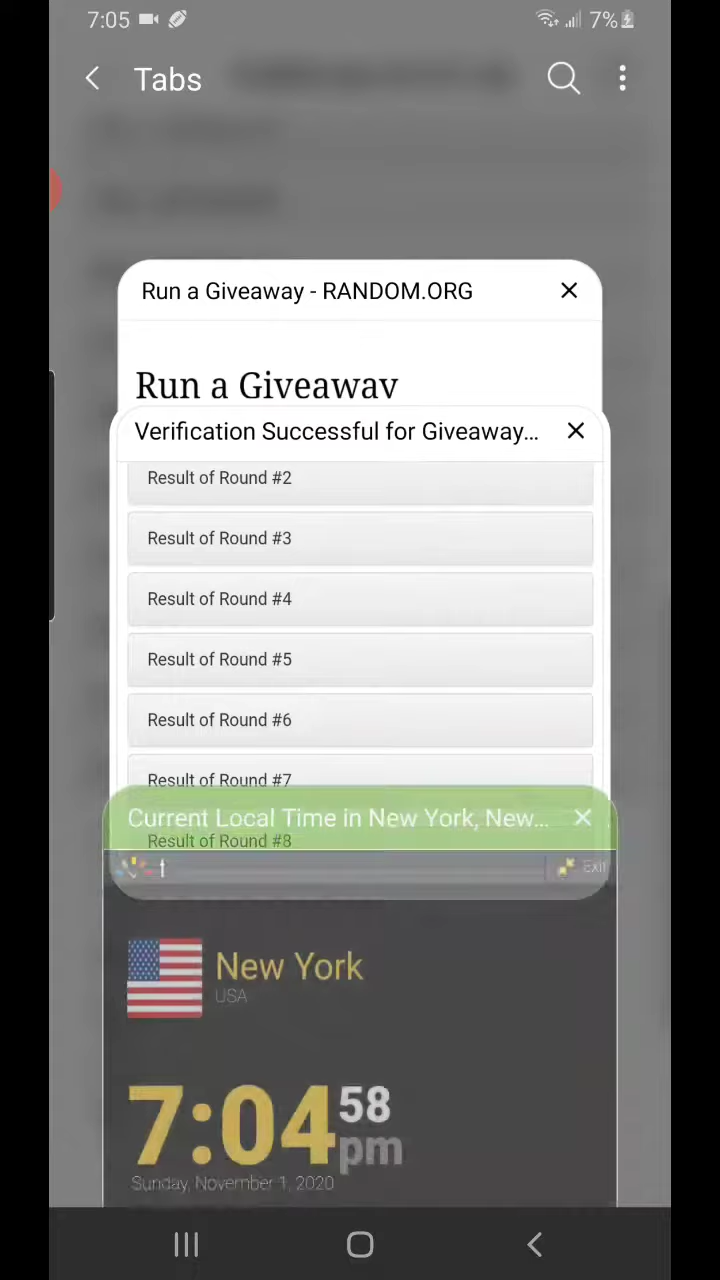 7:05 7%
Tabs
Run a Giveaway - RANDOM.ORG
Run a Giveaway
Verification Successful for Giveaway...
Result of Round #2
Result of Round #3
Result of Round #4
Result of Round #5
Result of Round #6
Result of Round #7
Current Local Time in New York, New...
Result of Round #8
t Exit
New York
USA
7:04 58 pm
Sunday, November 1, 2020